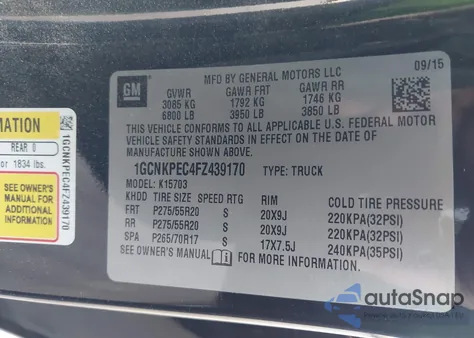 GM
MFD BY GENERAL MOTORS LLC
09/15
GVWR GAWR FRT GAWR RR
3085 KG 1792 KG 1746 KG
6800 LB 3950 LB 3850 LB
THIS VEHICLE CONFORMS TO ALL APPLICABLE U.S. FEDERAL MOTOR
VEHICLE SAFETY STANDARDS IN EFFECT ON THE DATE OF
MANUFACTURE SHOWN ABOVE.
1GCNKPEC4FZ439170 TYPE: TRUCK
MODEL: K15703
KHDD TIRE SIZE SPEED RTG RIM COLD TIRE PRESSURE
FRT P275/55R20 S 20X9J 220KPA(32PSI)
RR P275/55R20 S 20X9J 220KPA(32PSI)
SPA P265/70R17 S 17X7.5J 240KPA(35PSI)
SEE OWNER'S MANUAL FOR MORE INFORMATION.
MATION
REAR 0
or 1834 lbs.
SEE OWNER'S
MANUAL FOR
ADDITIONAL
INFORMATION
1GCNKPEC4FZ439170
autoSnap